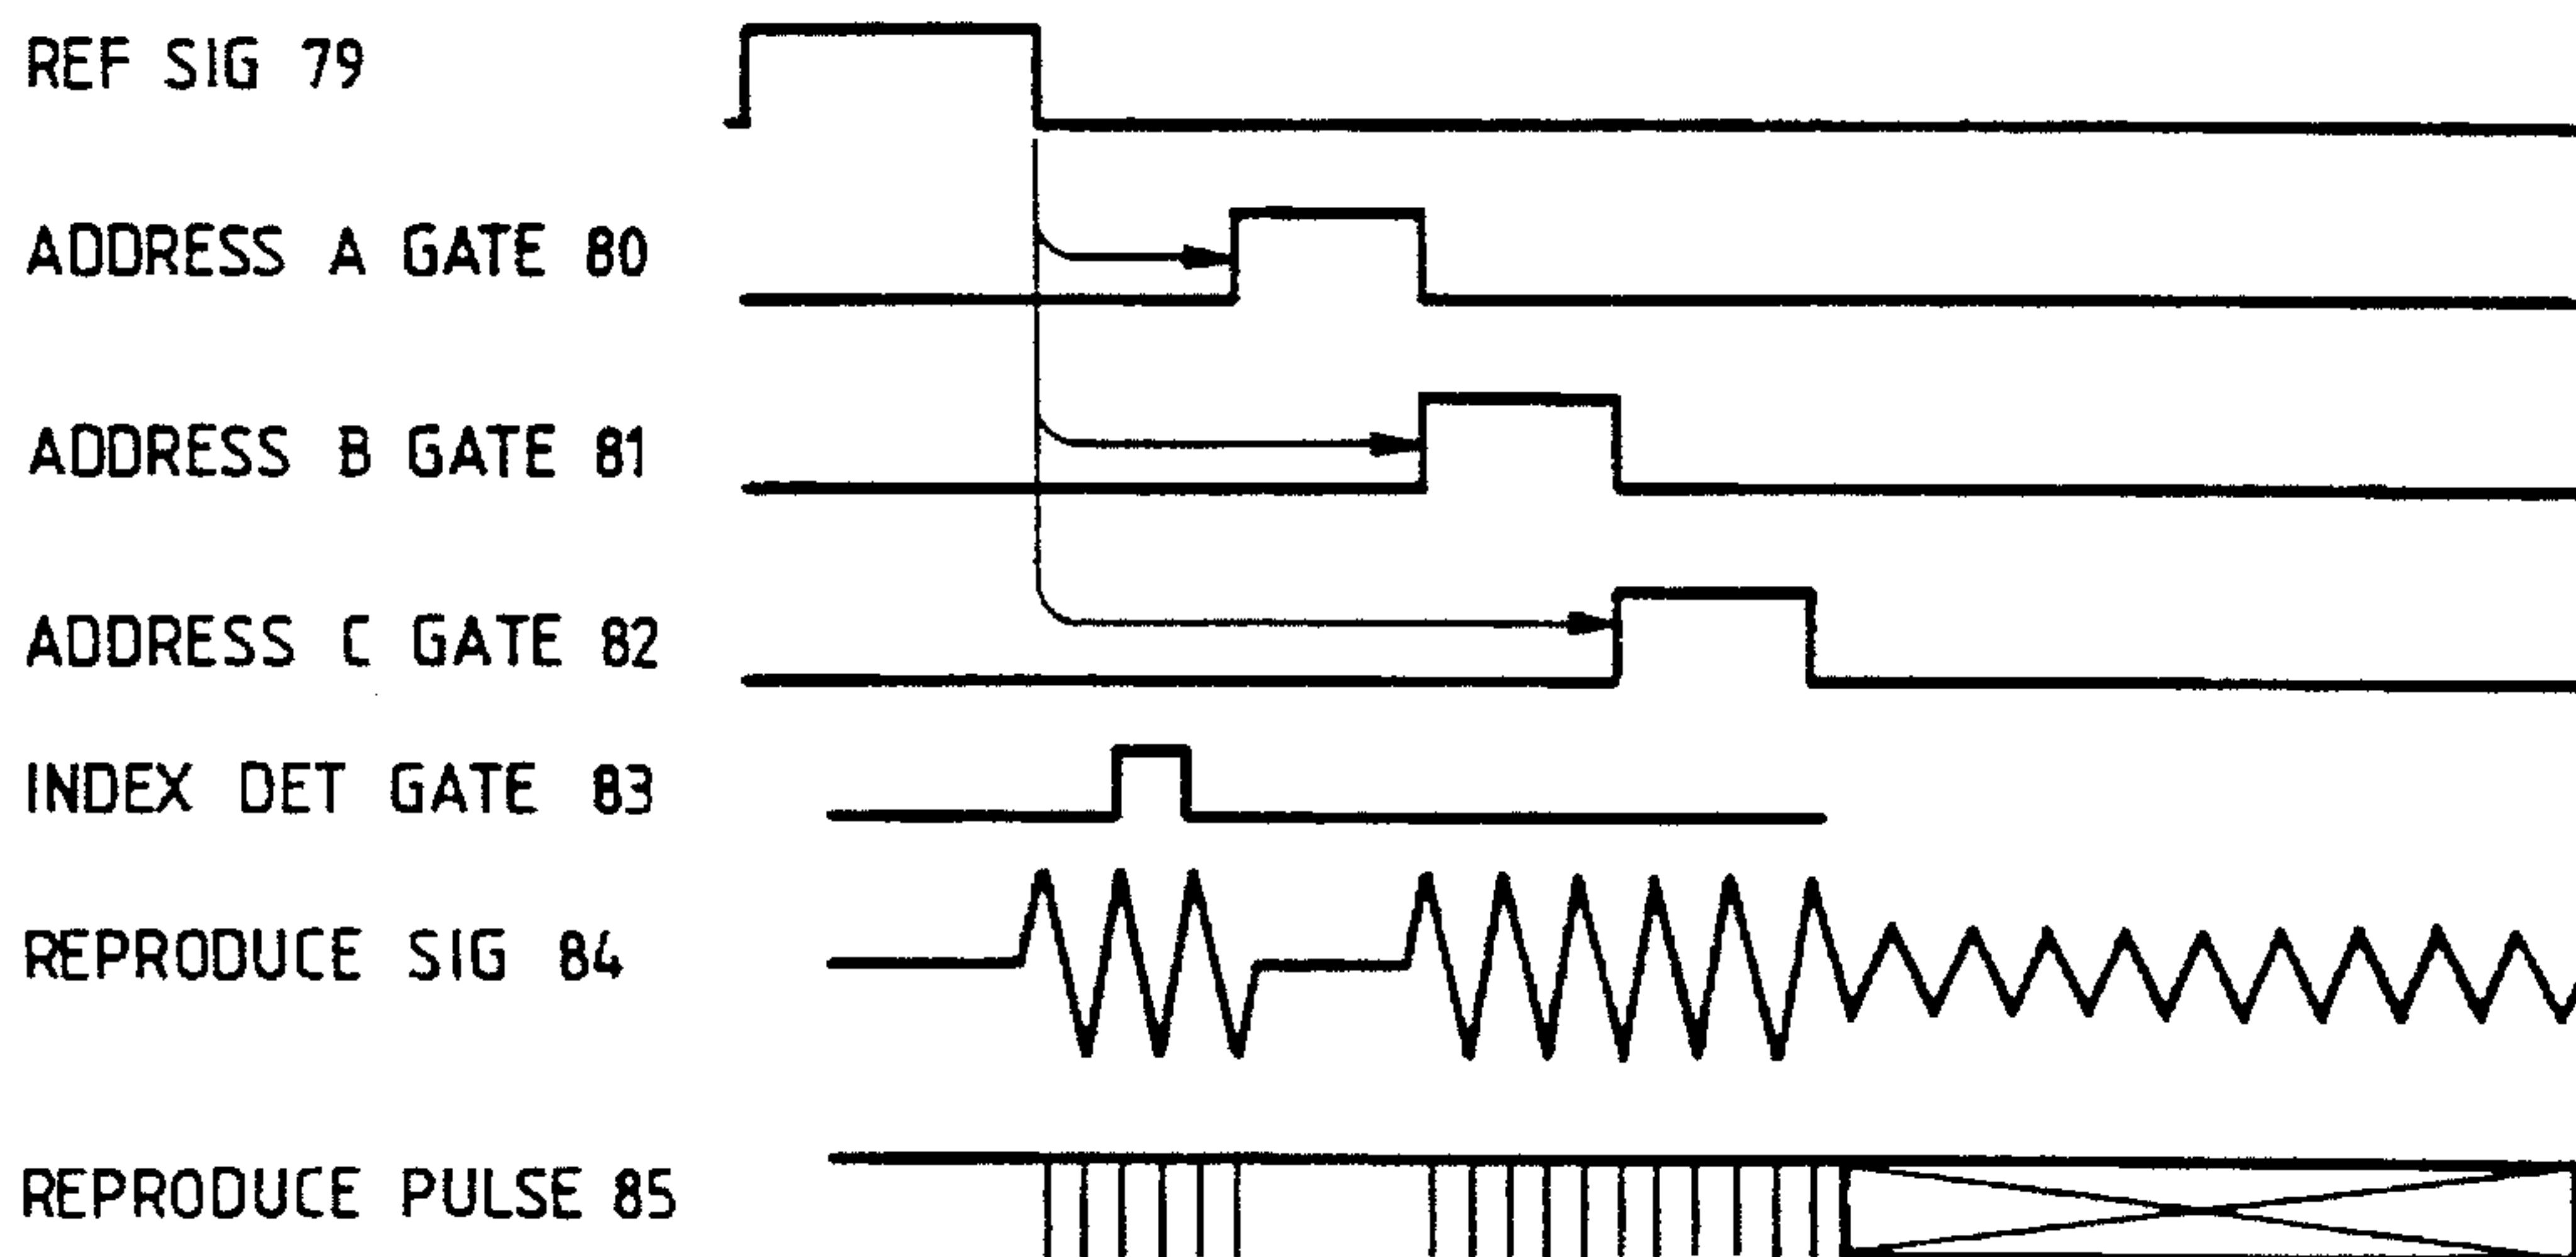 REF SIG 79
ADDRESS A GATE 80
ADDRESS B GATE 81
ADDRESS C GATE 82
INDEX DET GATE 83
REPRODUCE SIG 84
REPRODUCE PULSE 85